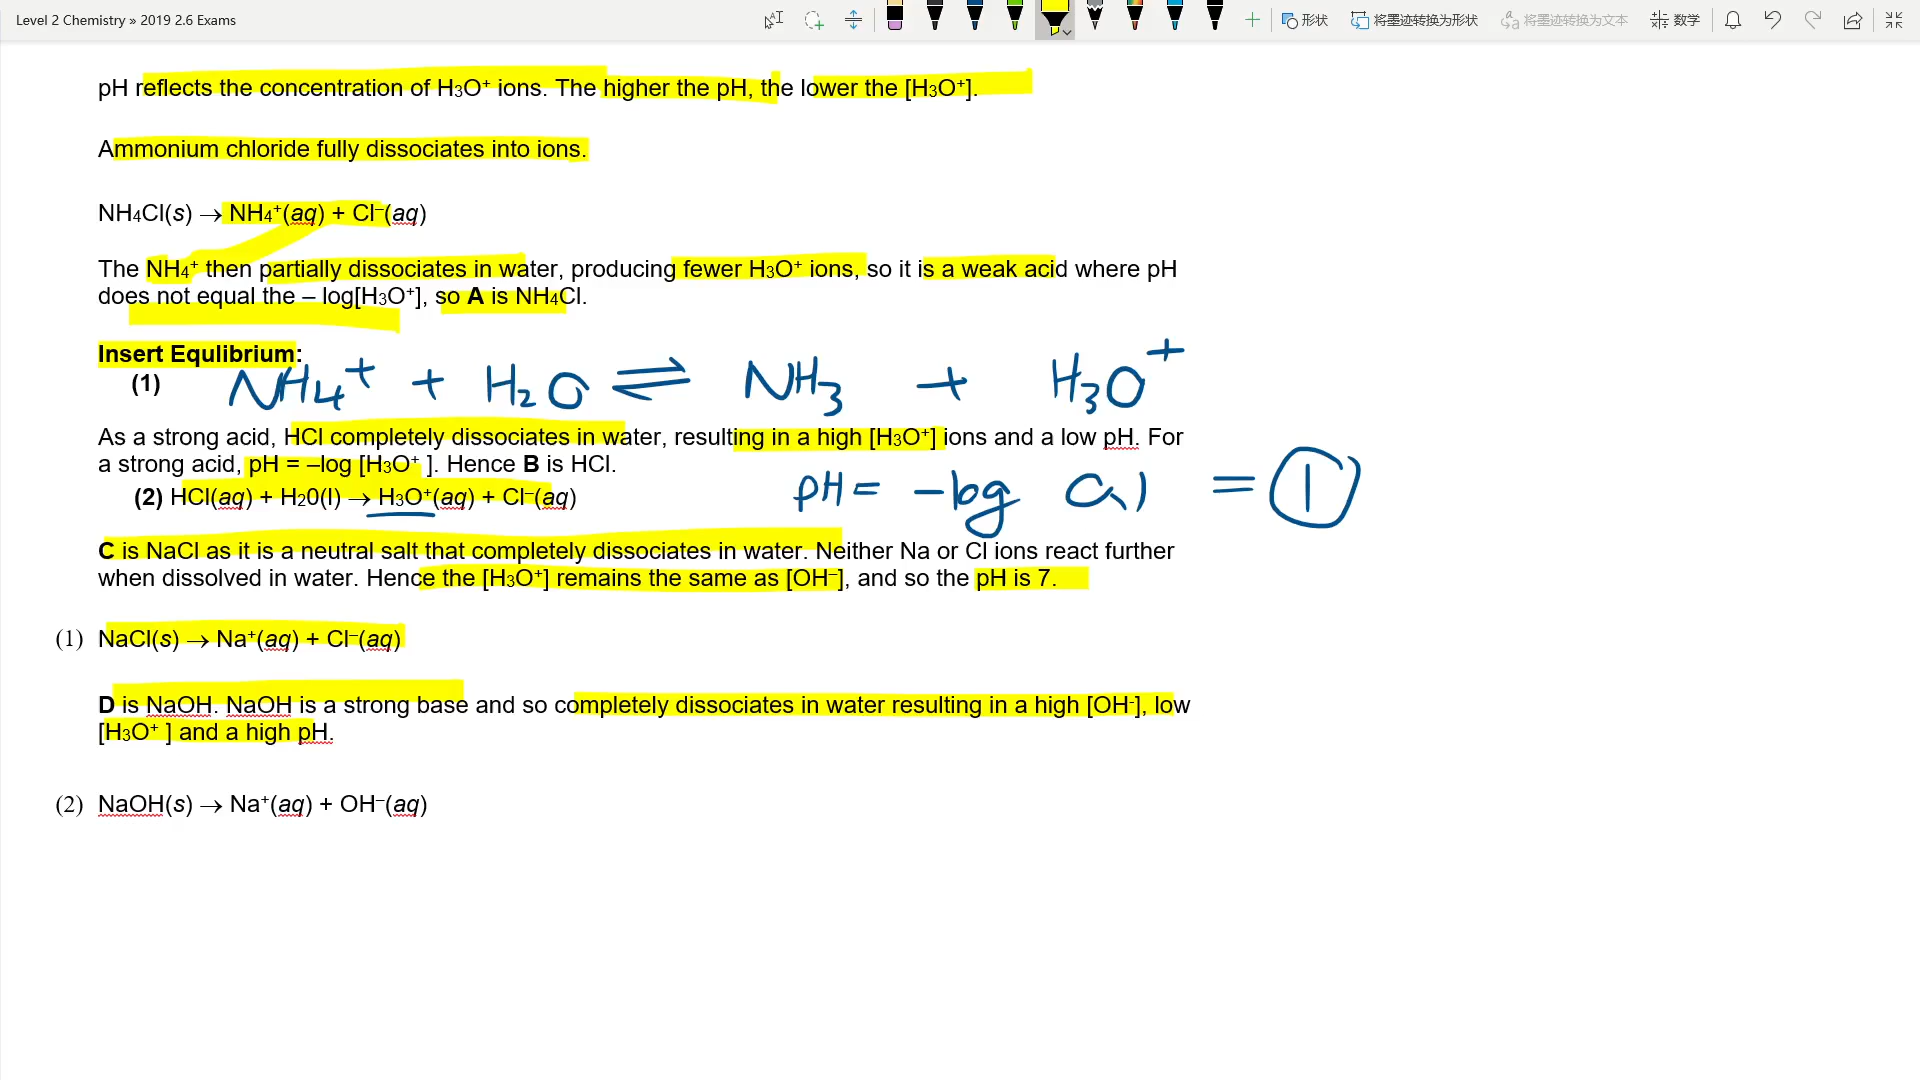 Level 2 Chemistry » 2019 2.6 Exams
形状 将墨迹转换为形状 将墨迹转换为文本 数学
pH reflects the concentration of H₃O⁺ ions. The higher the pH, the lower the [H₃O⁺].
Ammonium chloride fully dissociates into ions.
NH₄Cl(s) → NH₄⁺(aq) + Cl⁻(aq)
The NH₄⁺ then partially dissociates in water, producing fewer H₃O⁺ ions, so it is a weak acid where pH
does not equal the – log[H₃O⁺], so A is NH₄Cl.
Insert Equlibrium:
(1) NH₄⁺ + H₂O ⇌ NH₃ + H₃O⁺
As a strong acid, HCl completely dissociates in water, resulting in a high [H₃O⁺] ions and a low pH. For
a strong acid, pH = –log [H₃O⁺ ]. Hence B is HCl.
(2) HCl(aq) + H₂0(l) → H₃O⁺(aq) + Cl⁻(aq)
pH = -log 0.1 = 1
C is NaCl as it is a neutral salt that completely dissociates in water. Neither Na or Cl ions react further
when dissolved in water. Hence the [H₃O⁺] remains the same as [OH⁻], and so the pH is 7.
(1) NaCl(s) → Na⁺(aq) + Cl⁻(aq)
D is NaOH. NaOH is a strong base and so completely dissociates in water resulting in a high [OH⁻], low
[H₃O⁺ ] and a high pH.
(2) NaOH(s) → Na⁺(aq) + OH⁻(aq)